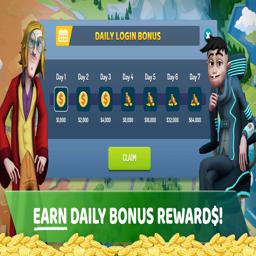 DAILY LOGIN BONUS
Day 1 Day 2 Day 3 Day 4 Day 5 Day 6 Day 7
$1,000 $2,000 $4,000 $8,000 $16,000 $32,000 $64,000
CLAIM
EARN DAILY BONUS REWARD$!